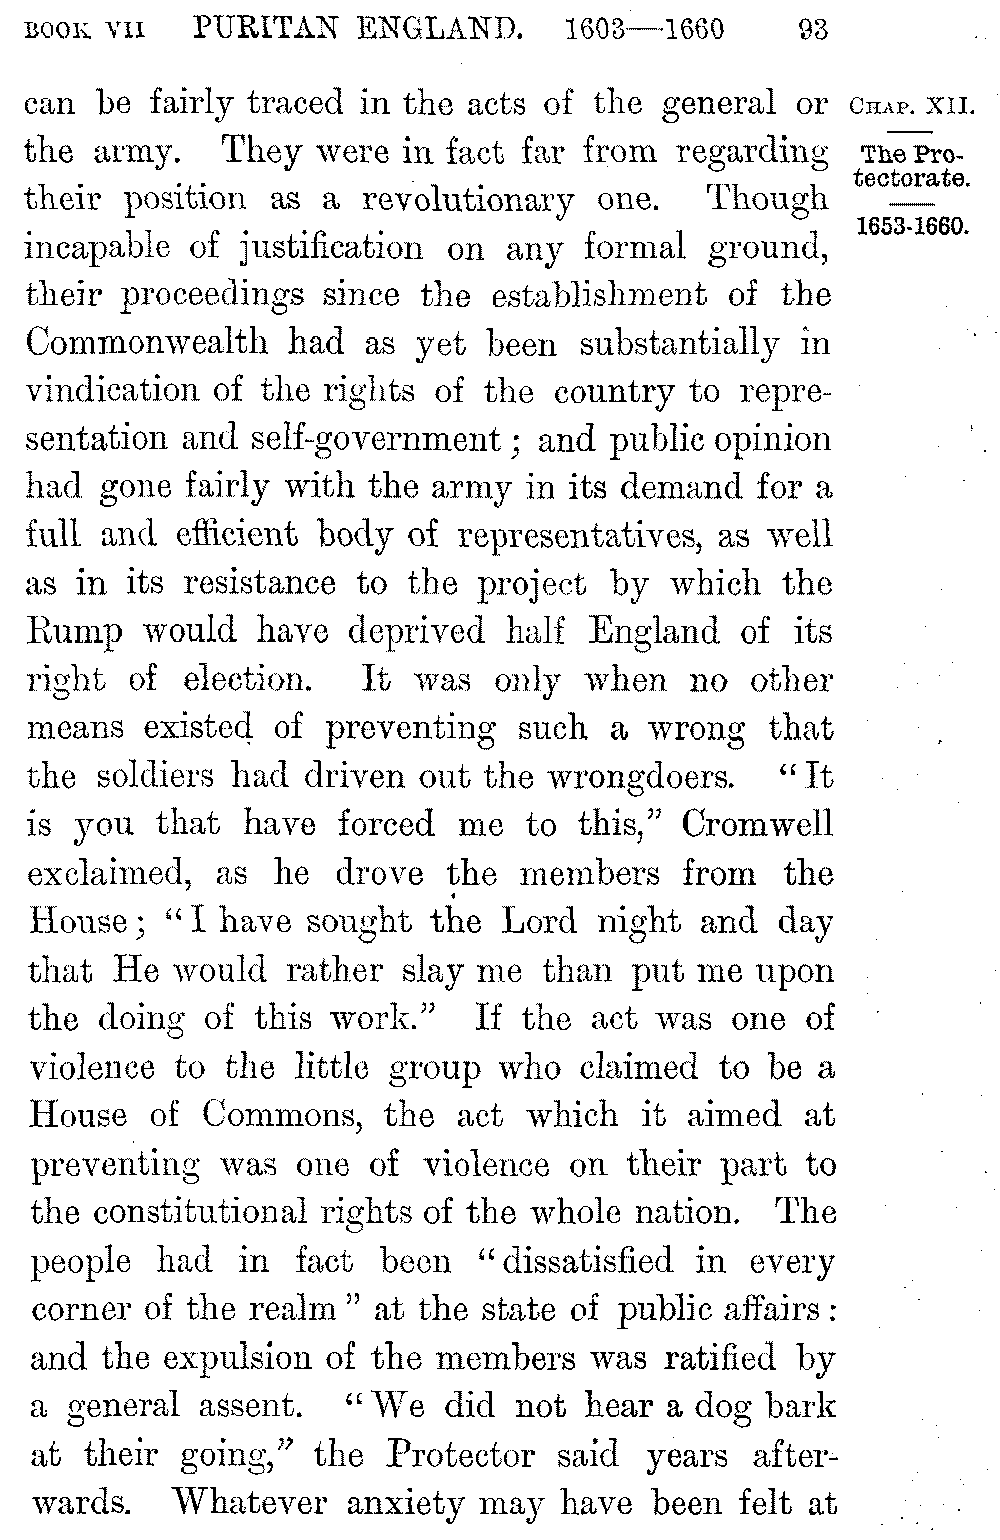 BOOK VII PURITAN ENGLAND. 1603—1660 93
can be fairly traced in the acts of the general or
the army. They were in fact far from regarding
their position as a revolutionary one. Though
incapable of justification on any formal ground,
their proceedings since the establishment of the
Commonwealth had as yet been substantially in
vindication of the rights of the country to repre-
sentation and self-government; and public opinion
had gone fairly with the army in its demand for a
full and efficient body of representatives, as well
as in its resistance to the project by which the
Rump would have deprived half England of its
right of election. It was only when no other
means existed of preventing such a wrong that
the soldiers had driven out the wrongdoers. “It
is you that have forced me to this,” Cromwell
exclaimed, as he drove the members from the
House; “I have sought the Lord night and day
that He would rather slay me than put me upon
the doing of this work.” If the act was one of
violence to the little group who claimed to be a
House of Commons, the act which it aimed at
preventing was one of violence on their part to
the constitutional rights of the whole nation. The
people had in fact been “dissatisfied in every
corner of the realm” at the state of public affairs:
and the expulsion of the members was ratified by
a general assent. “We did not hear a dog bark
at their going,” the Protector said years after-
wards. Whatever anxiety may have been felt at
CHAP. XII.
The Pro-
tectorate.
1653-1660.